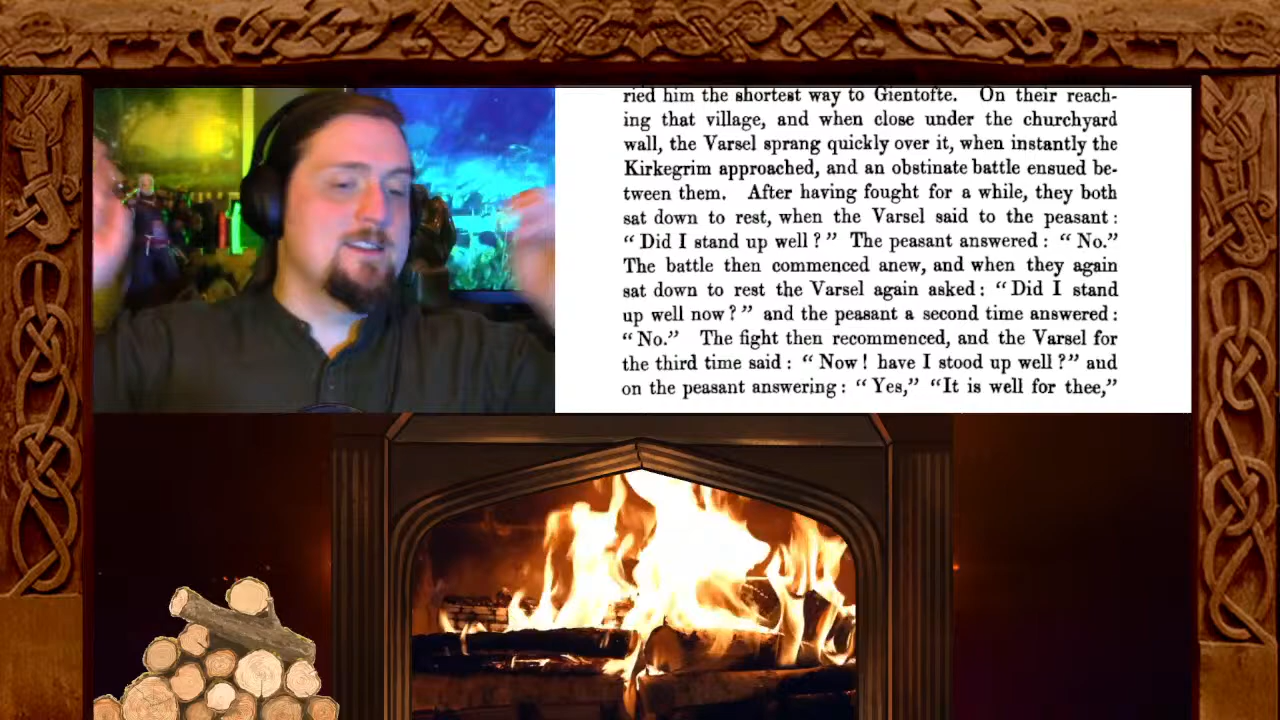 ried him the shortest way to Gientofte. On their reach-
ing that village, and when close under the churchyard
wall, the Varsel sprang quickly over it, when instantly the
Kirkegrim approached, and an obstinate battle ensued be-
tween them. After having fought for a while, they both
sat down to rest, when the Varsel said to the peasant:
“Did I stand up well?” The peasant answered: “No.”
The battle then commenced anew, and when they again
sat down to rest the Varsel again asked: “Did I stand
up well now?” and the peasant a second time answered:
“No.” The fight then recommenced, and the Varsel for
the third time said: “Now! have I stood up well?” and
on the peasant answering: “Yes,” “It is well for thee,”